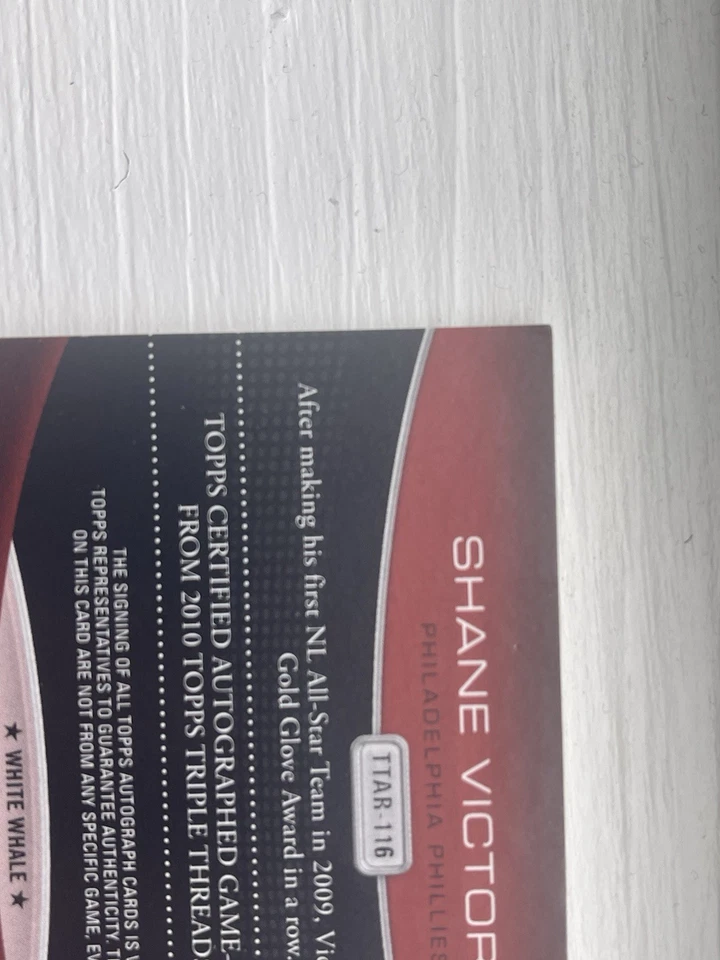 SHANE VICTOR
PHILADELPHIA PHILLIES
TTAR-116
After making his first NL All-Star Team in 2009, Vic
Gold Glove Award in a row.
TOPPS CERTIFIED AUTOGRAPHED GAME-
FROM 2010 TOPPS TRIPLE THREAD
THE SIGNING OF ALL TOPPS AUTOGRAPH CARDS IS
TOPPS REPRESENTATIVES TO GUARANTEE AUTHENTICITY.
ON THIS CARD ARE NOT FROM ANY SPECIFIC GAME, EV
★ WHITE WHALE ★